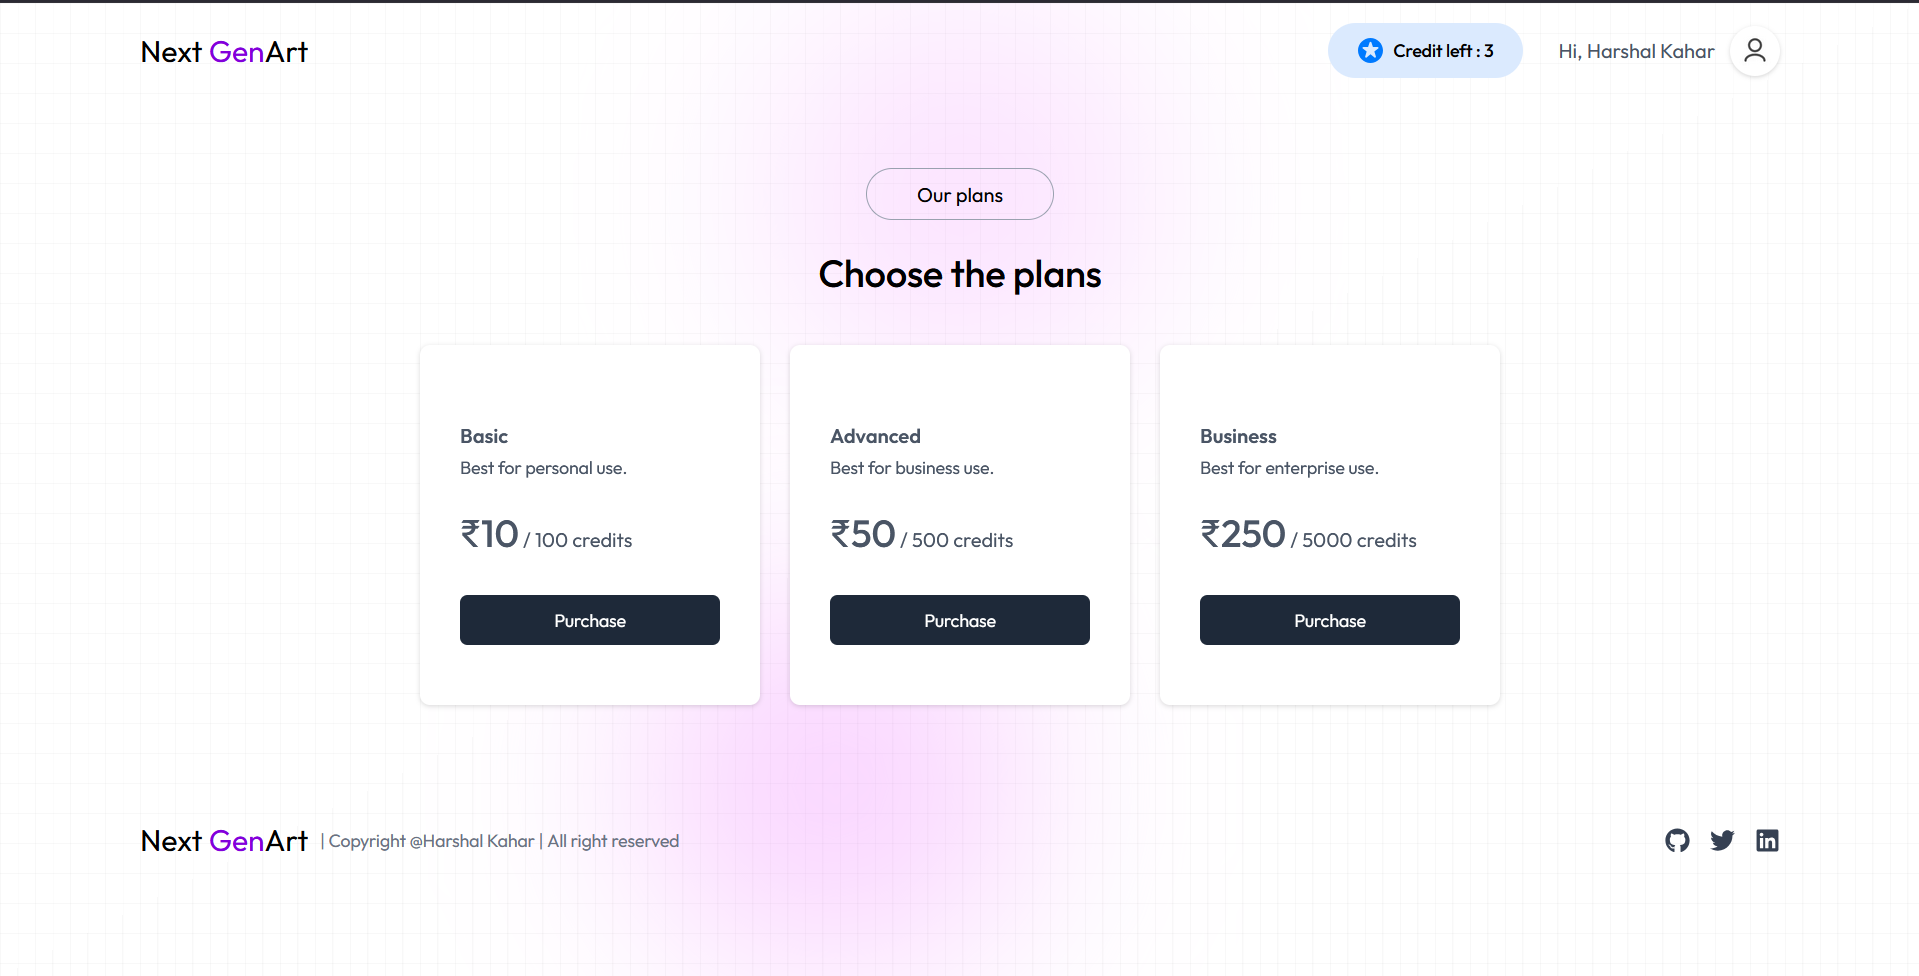 Next GenArt
Credit left : 3
Hi, Harshal Kahar
Our plans
Choose the plans
Basic
Best for personal use.
₹10 / 100 credits
Purchase
Advanced
Best for business use.
₹50 / 500 credits
Purchase
Business
Best for enterprise use.
₹250 / 5000 credits
Purchase
Next GenArt | Copyright @Harshal Kahar | All right reserved